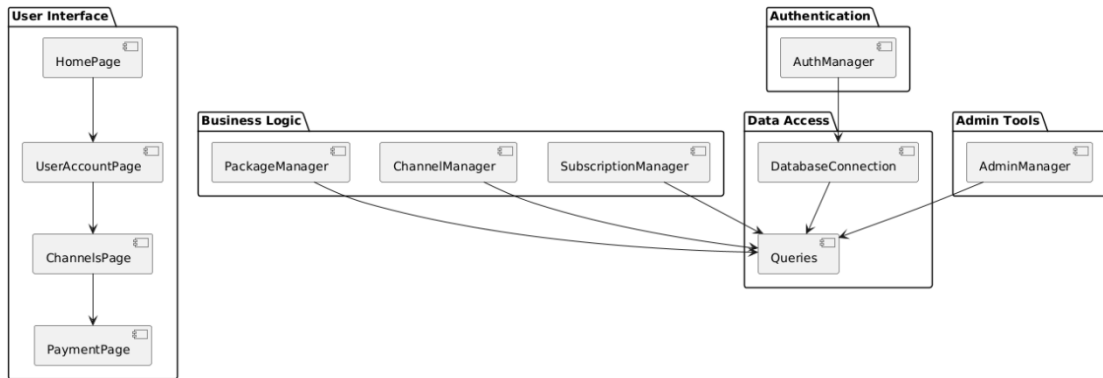 User Interface
HomePage
UserAccountPage
ChannelsPage
PaymentPage
Business Logic
PackageManager
ChannelManager
SubscriptionManager
Authentication
AuthManager
Data Access
DatabaseConnection
Queries
Admin Tools
AdminManager